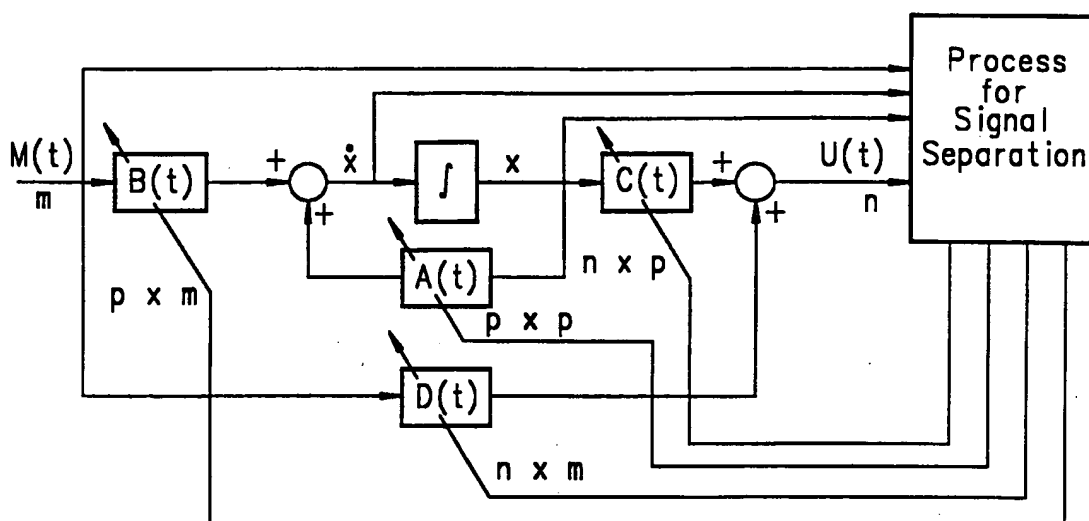 Process
for
Signal
Separation
M(t)
m
B(t)
+
+
ẋ
∫
x
C(t)
+
+
U(t)
n
A(t)
n x p
p x m
p x p
D(t)
n x m